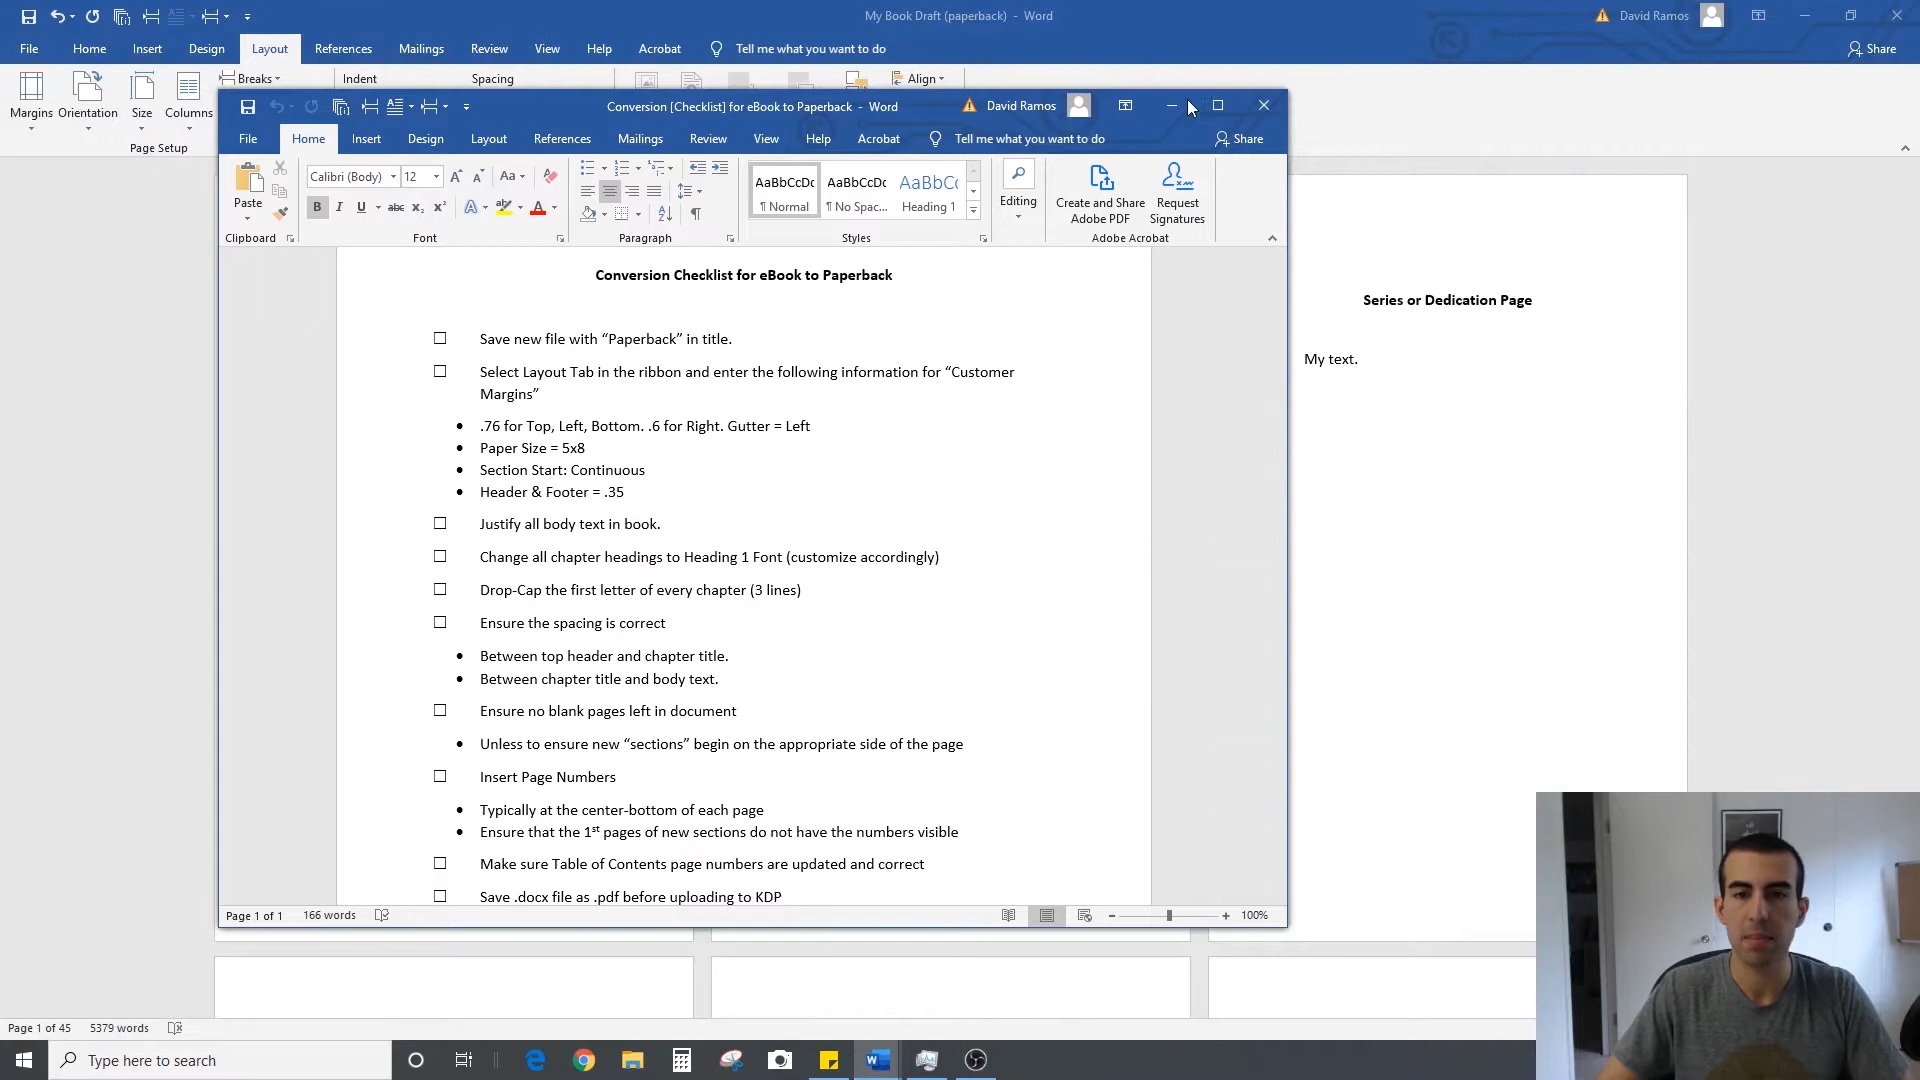 My Book Draft (paperback) - Word
David Ramos
File Home Insert Design Layout References Mailings Review View Help Acrobat Tell me what you want to do Share
Margins Orientation Size Columns
Breaks
Indent Spacing
Align
Page Setup
Conversion [Checklist] for eBook to Paperback - Word
David Ramos
File Home Insert Design Layout References Mailings Review View Help Acrobat Tell me what you want to do Share
Paste
Calibri (Body) 12
Aa
B I U abc x₂ x²
AaBbCcDc AaBbCcDc AaBbCc
¶ Normal ¶ No Spac... Heading 1
Editing
Create and Share Adobe PDF
Request Signatures
Clipboard Font Paragraph Styles Adobe Acrobat
Conversion Checklist for eBook to Paperback
☐ Save new file with “Paperback” in title.
☐ Select Layout Tab in the ribbon and enter the following information for “Customer
Margins”
• .76 for Top, Left, Bottom. .6 for Right. Gutter = Left
• Paper Size = 5x8
• Section Start: Continuous
• Header & Footer = .35
☐ Justify all body text in book.
☐ Change all chapter headings to Heading 1 Font (customize accordingly)
☐ Drop-Cap the first letter of every chapter (3 lines)
☐ Ensure the spacing is correct
• Between top header and chapter title.
• Between chapter title and body text.
☐ Ensure no blank pages left in document
• Unless to ensure new “sections” begin on the appropriate side of the page
☐ Insert Page Numbers
• Typically at the center-bottom of each page
• Ensure that the 1st pages of new sections do not have the numbers visible
☐ Make sure Table of Contents page numbers are updated and correct
☐ Save .docx file as .pdf before uploading to KDP
Page 1 of 1 166 words 100%
Series or Dedication Page
My text.
Page 1 of 45 5379 words
Type here to search